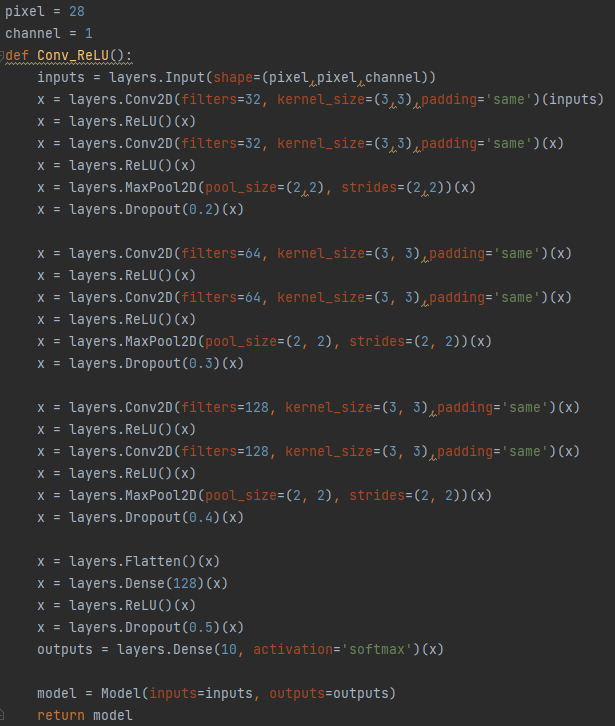 pixel = 28
channel = 1
def Conv_ReLU():
    inputs = layers.Input(shape=(pixel,pixel,channel))
    x = layers.Conv2D(filters=32, kernel_size=(3,3),padding='same')(inputs)
    x = layers.ReLU()(x)
    x = layers.Conv2D(filters=32, kernel_size=(3,3),padding='same')(x)
    x = layers.ReLU()(x)
    x = layers.MaxPool2D(pool_size=(2,2), strides=(2,2))(x)
    x = layers.Dropout(0.2)(x)

    x = layers.Conv2D(filters=64, kernel_size=(3, 3),padding='same')(x)
    x = layers.ReLU()(x)
    x = layers.Conv2D(filters=64, kernel_size=(3, 3),padding='same')(x)
    x = layers.ReLU()(x)
    x = layers.MaxPool2D(pool_size=(2, 2), strides=(2, 2))(x)
    x = layers.Dropout(0.3)(x)

    x = layers.Conv2D(filters=128, kernel_size=(3, 3),padding='same')(x)
    x = layers.ReLU()(x)
    x = layers.Conv2D(filters=128, kernel_size=(3, 3),padding='same')(x)
    x = layers.ReLU()(x)
    x = layers.MaxPool2D(pool_size=(2, 2), strides=(2, 2))(x)
    x = layers.Dropout(0.4)(x)

    x = layers.Flatten()(x)
    x = layers.Dense(128)(x)
    x = layers.ReLU()(x)
    x = layers.Dropout(0.5)(x)
    outputs = layers.Dense(10, activation='softmax')(x)

    model = Model(inputs=inputs, outputs=outputs)
    return model